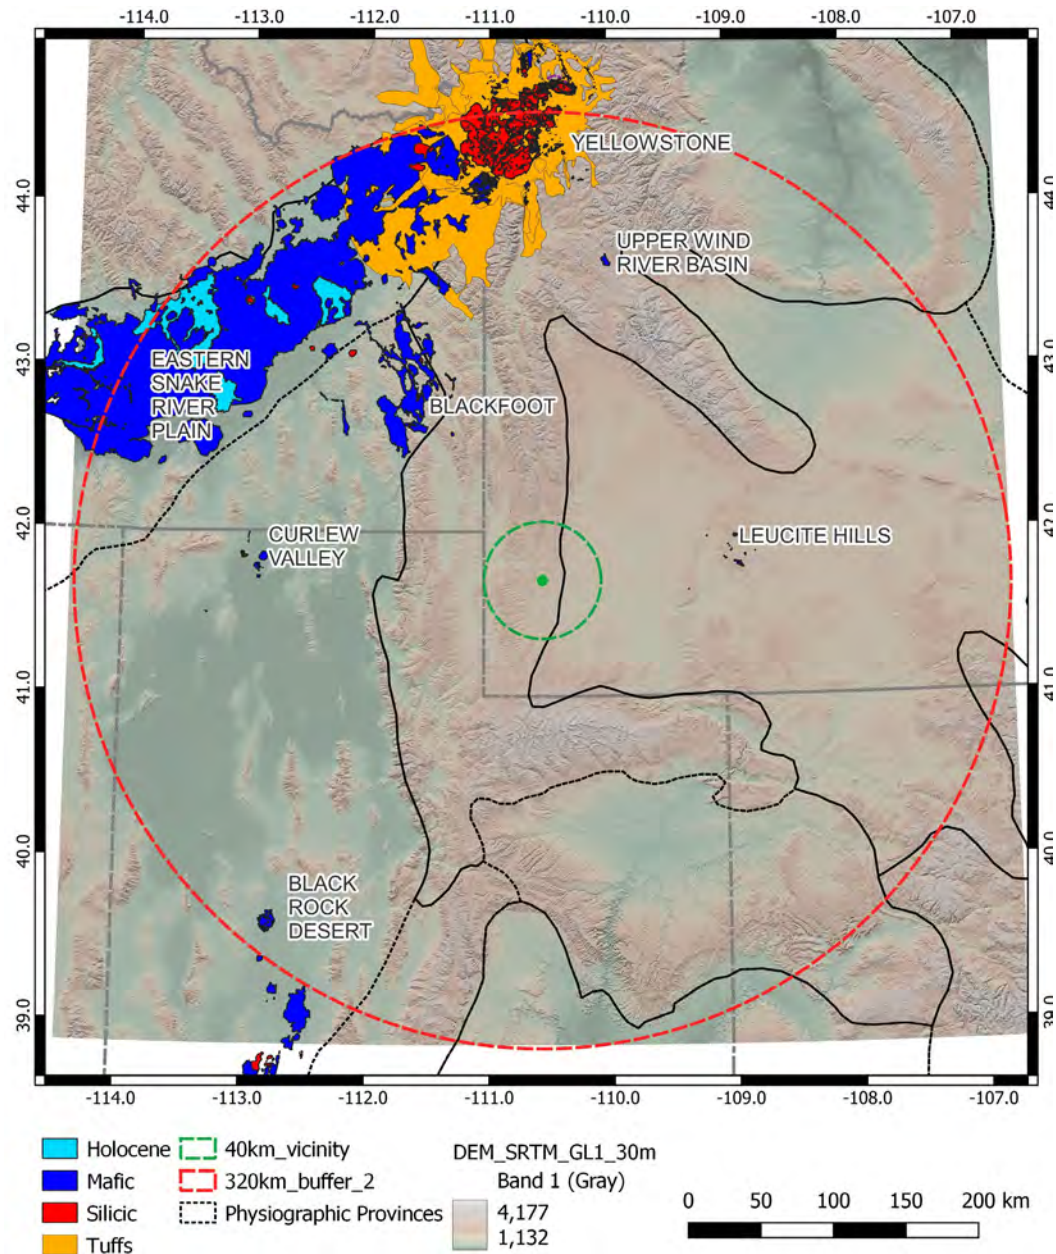 -114.0 -113.0 -112.0 -111.0 -110.0 -109.0 -108.0 -107.0
YELLOWSTONE
44.0
44.0
UPPER WIND
RIVER BASIN
43.0
43.0
EASTERN
SNAKE
RIVER
PLAIN
BLACKFOOT
42.0
42.0
CURLEW
VALLEY
LEUCITE HILLS
41.0
41.0
40.0
40.0
BLACK
ROCK
DESERT
39.0
39.0
-114.0 -113.0 -112.0 -111.0 -110.0 -109.0 -108.0 -107.0
Holocene
Mafic
Silicic
Tuffs
40km_vicinity
320km_buffer_2
Physiographic Provinces
DEM_SRTM_GL1_30m
Band 1 (Gray)
4,177
1,132
0 50 100 150 200 km